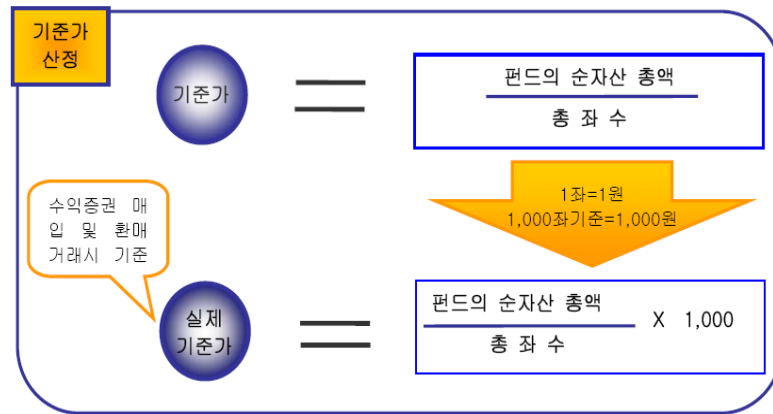 기준가
산정
기준가
펀드의 순자산 총액
총 좌 수
1좌=1원
1,000좌기준=1,000원
수익증권 매
입 및 환매
거래시 기준
실제
기준가
펀드의 순자산 총액
총 좌 수
X 1,000